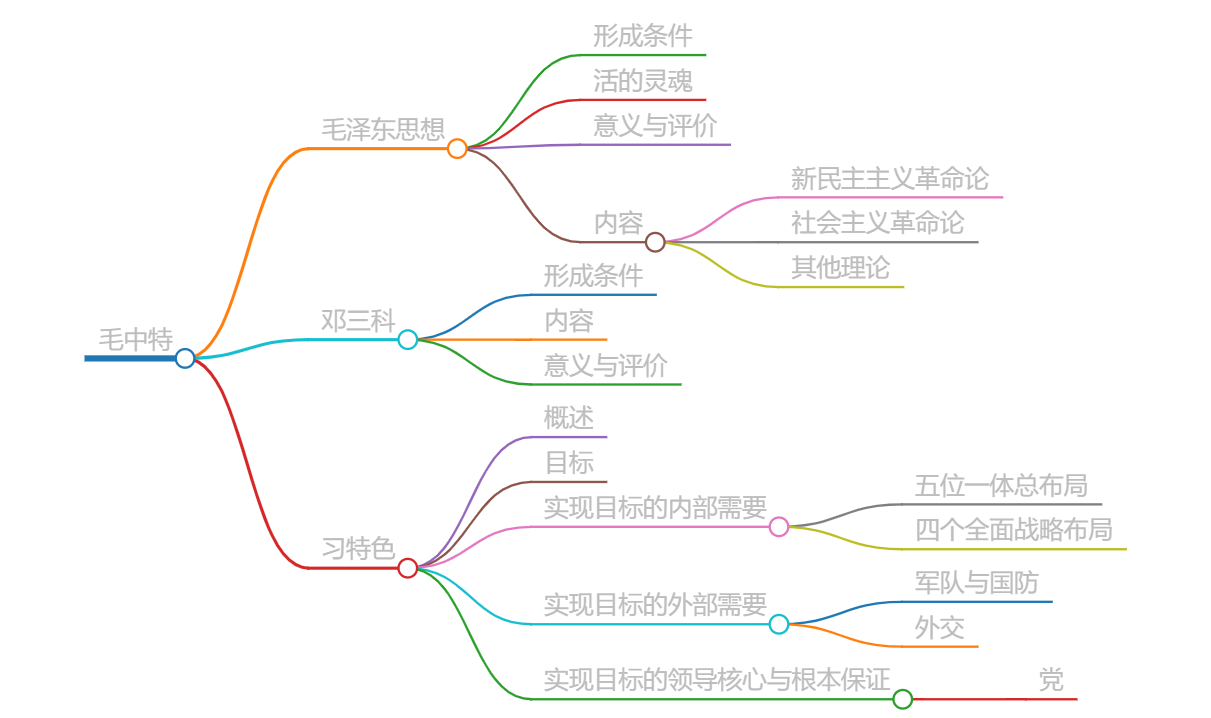 形成条件
活的灵魂
意义与评价
毛泽东思想
新民主主义革命论
内容
社会主义革命论
其他理论
形成条件
邓三科
内容
毛中特
意义与评价
概述
目标
五位一体总布局
实现目标的内部需要
四个全面战略布局
习特色
军队与国防
实现目标的外部需要
外交
实现目标的领导核心与根本保证
党